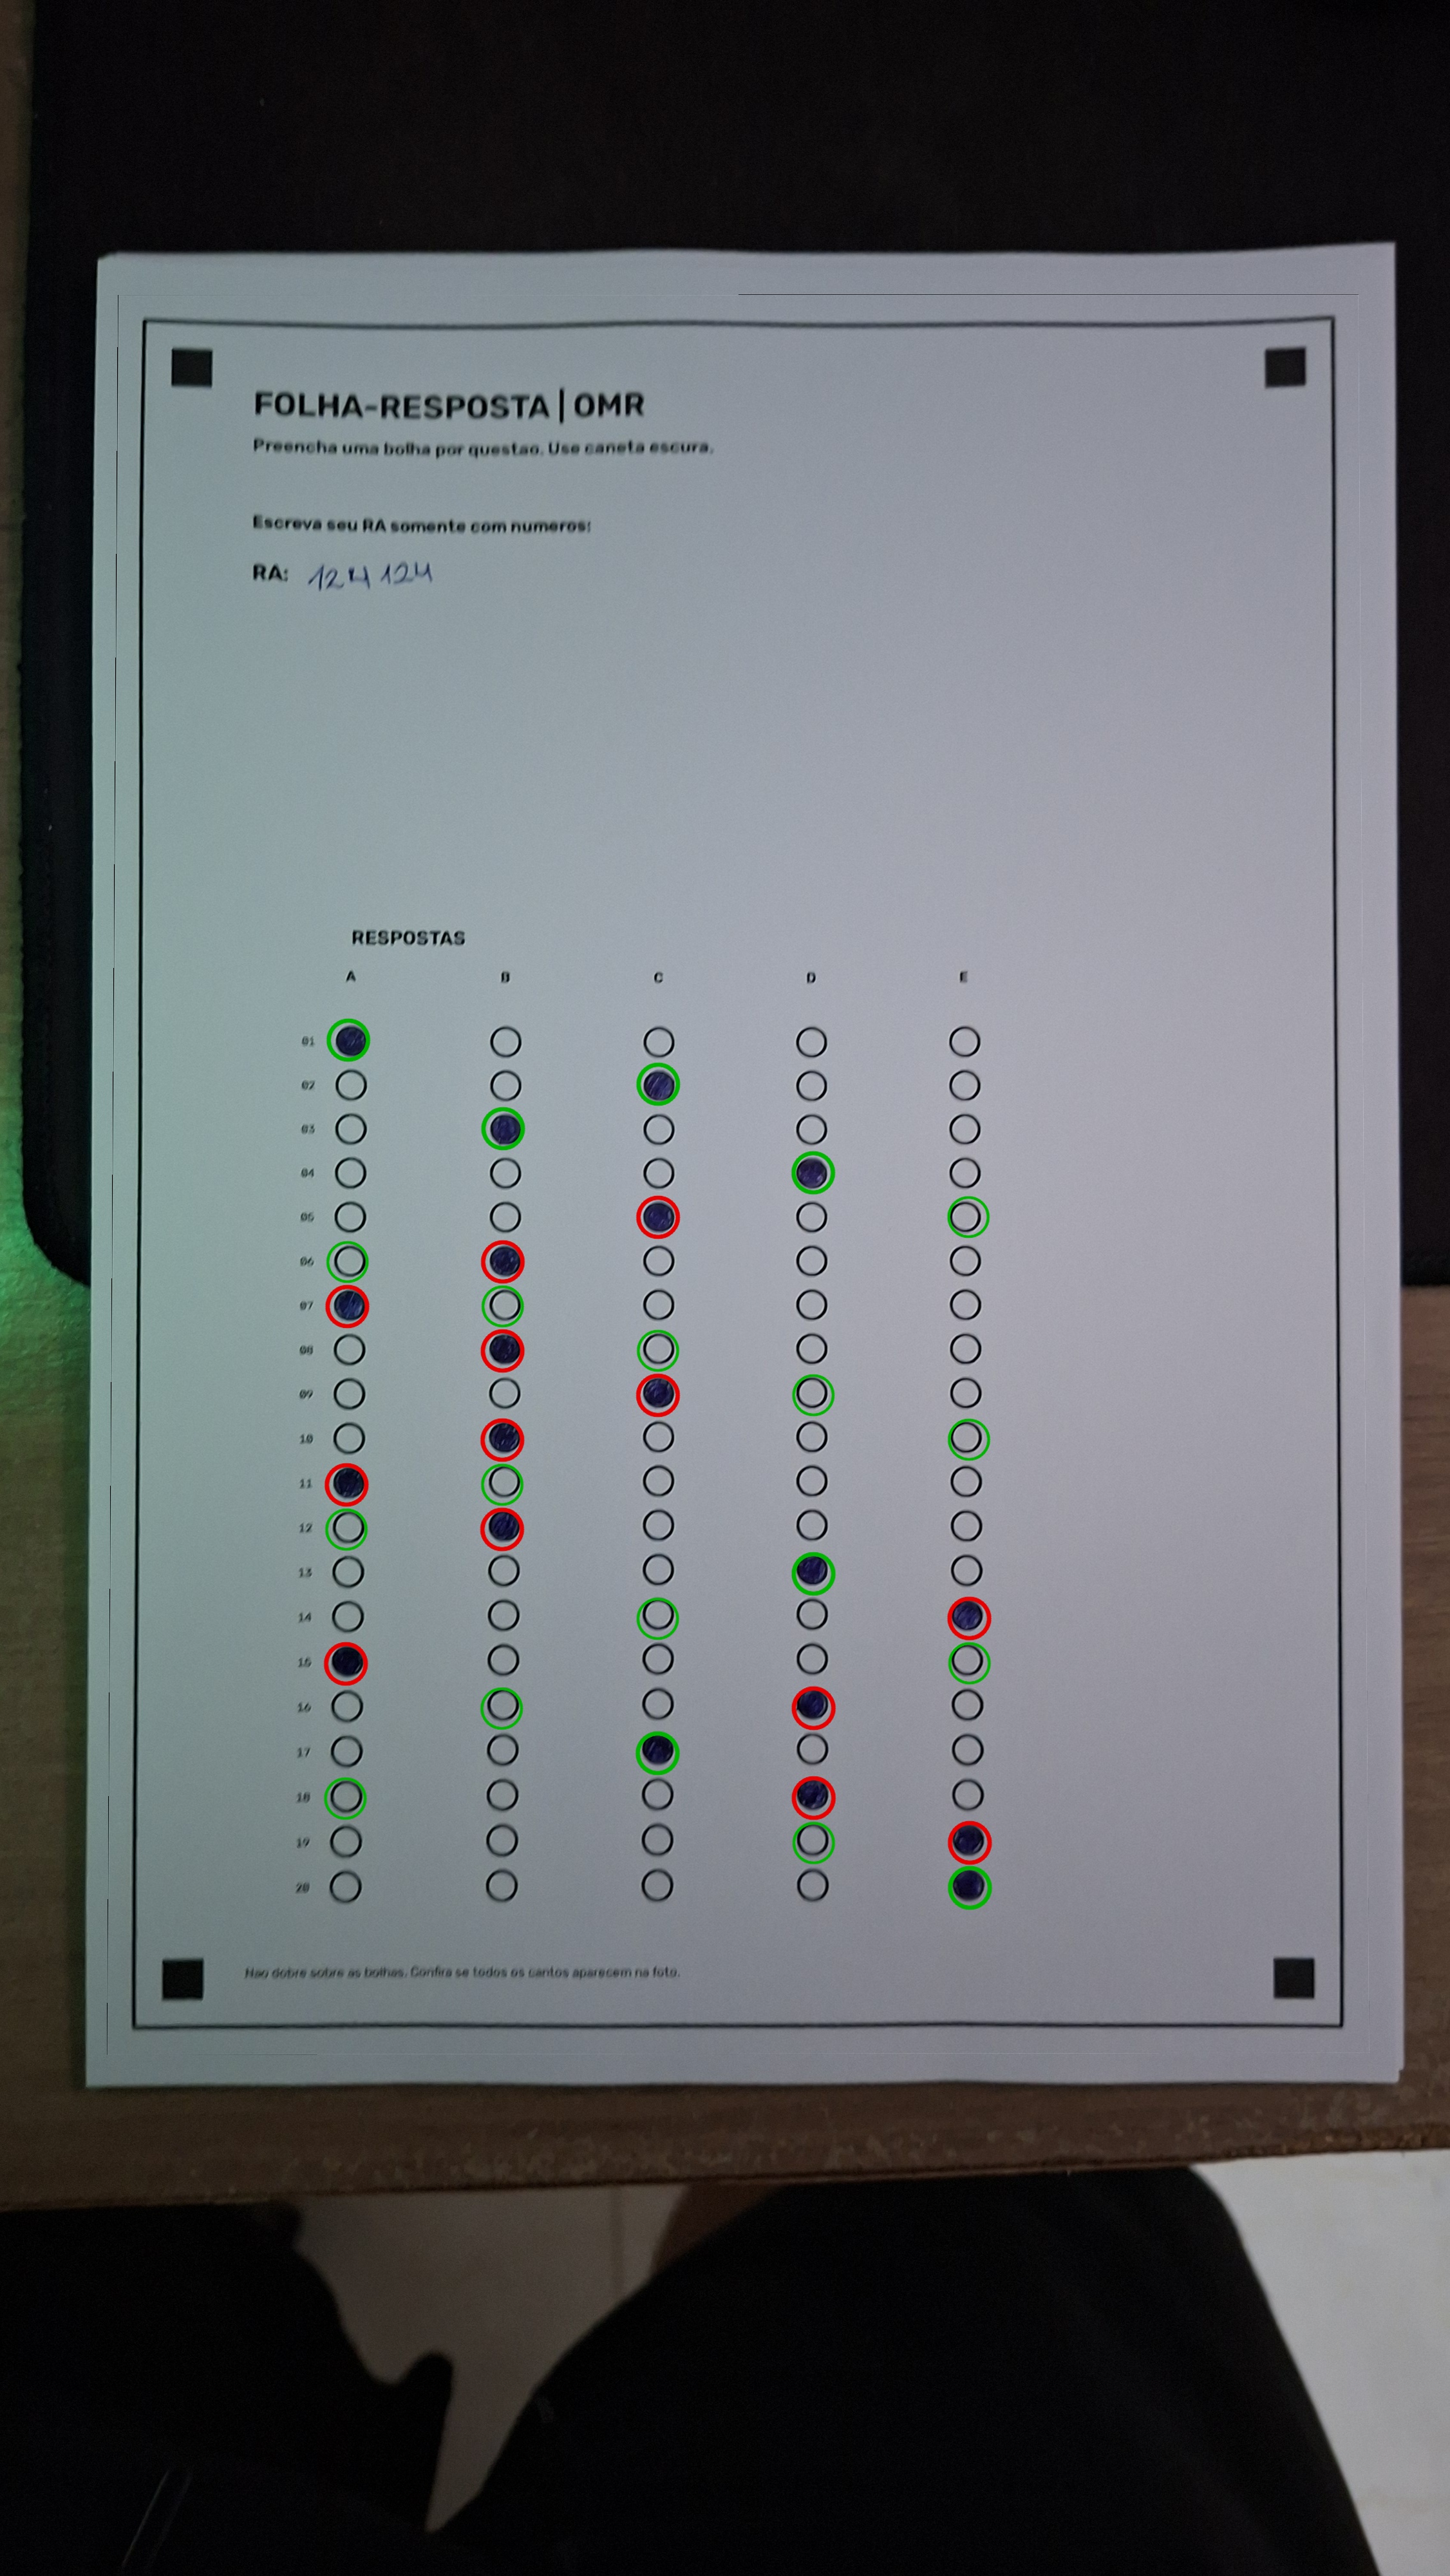 FOLHA-RESPOSTA | OMR
Preencha uma bolha por questao. Use caneta escura.
Escreva seu RA somente com numeros:
RA: 124124
RESPOSTAS
A B C D E
01
02
03
04
05
06
07
08
09
10
11
12
13
14
15
16
17
18
19
20
Nao dobre sobre as bolhas. Confira se todos os cantos aparecem na foto.